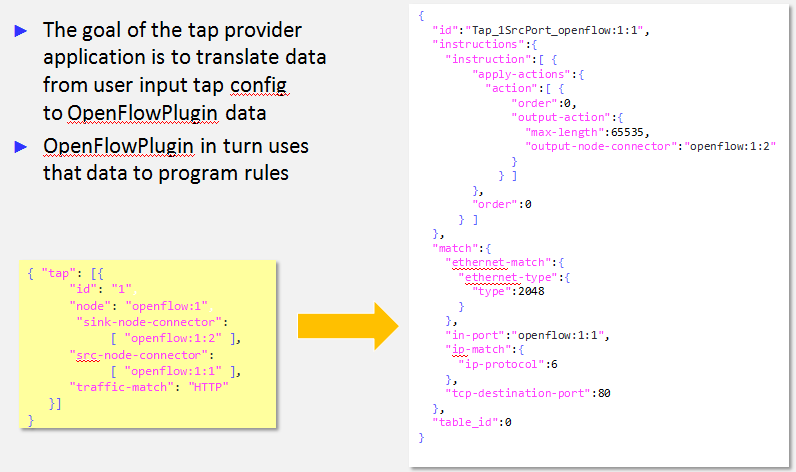 ► The goal of the tap provider
application is to translate data
from user input tap config
to OpenFlowPlugin data
► OpenFlowPlugin in turn uses
that data to program rules
{ "tap": [{
"id": "1"
"node": "openflow:1"
"sink-node-connector":
[ "openflow:1:2" ],
"src-node-connector":
[ "openflow:1:1" ],
"traffic-match": "HTTP"
}]
}
{
"id":"Tap_1SrcPort_openflow:1:1",
"instructions":{
"instruction":[ {
"apply-actions":{
"action":[ {
"order":0,
"output-action":{
"max-length":65535,
"output-node-connector":"openflow:1:2"
}
} ]
},
"order":0
} ]
},
"match":{
"ethernet-match":{
"ethernet-type":{
"type":2048
}
},
"in-port":"openflow:1:1",
"ip-match":{
"ip-protocol":6
},
"tcp-destination-port":80
},
"table_id":0
}